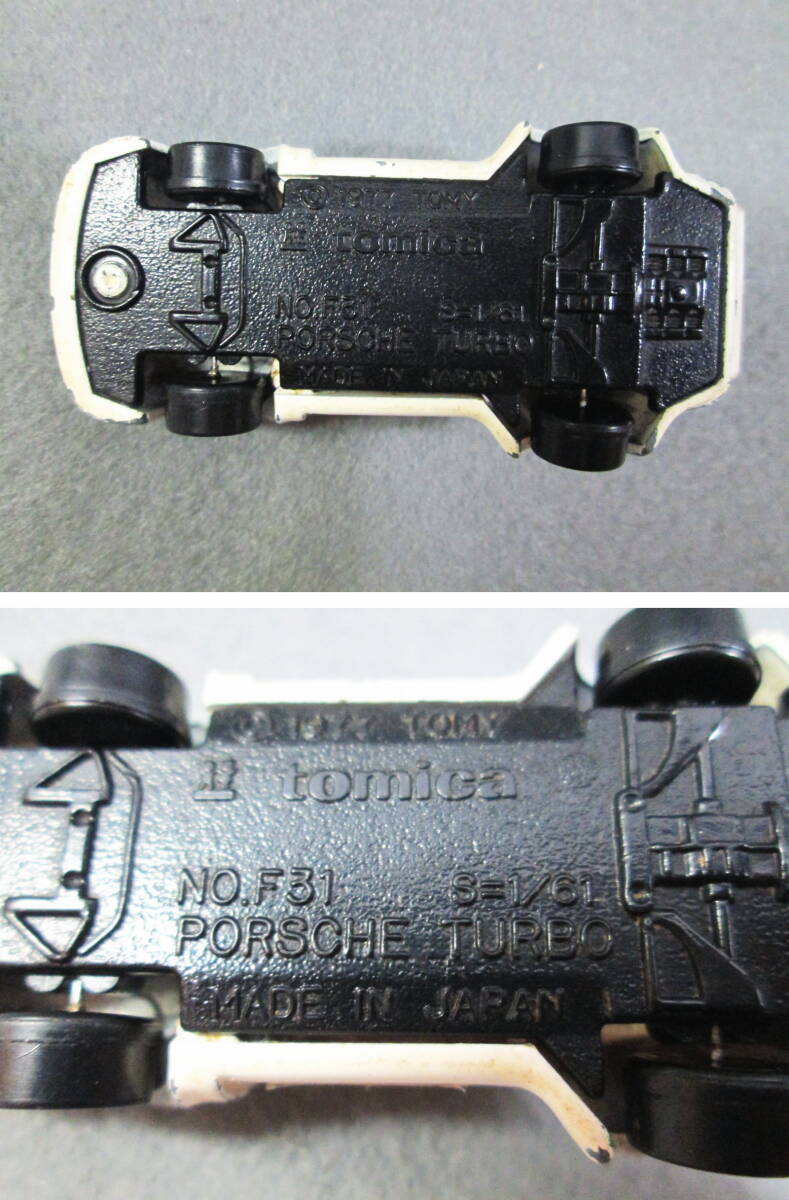 © 1977 TOMY
tomica
NO.F31 S=1/61
PORSCHE TURBO
MADE IN JAPAN
© 1977 TOMY
tomica ®
NO.F31 S=1/61
PORSCHE TURBO
MADE IN JAPAN